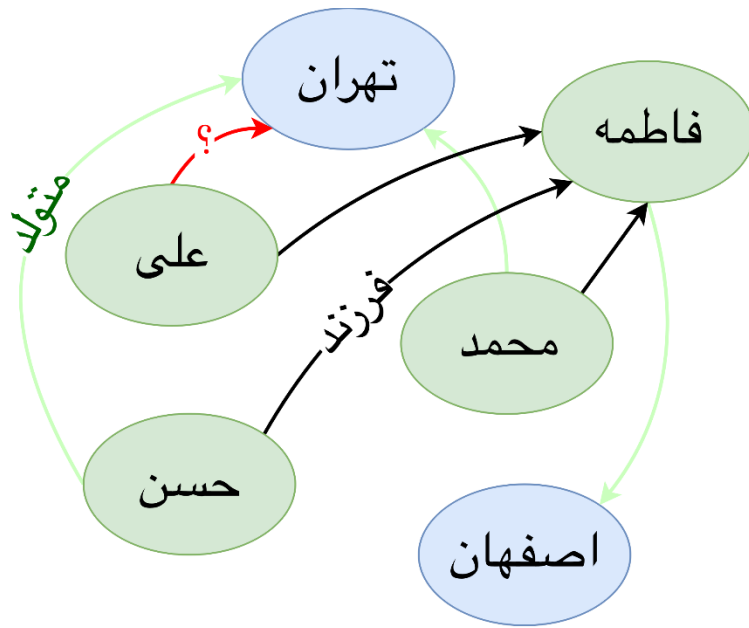 تهران
فاطمه
؟
متولد
علی
فرزند
محمد
حسن
اصفهان